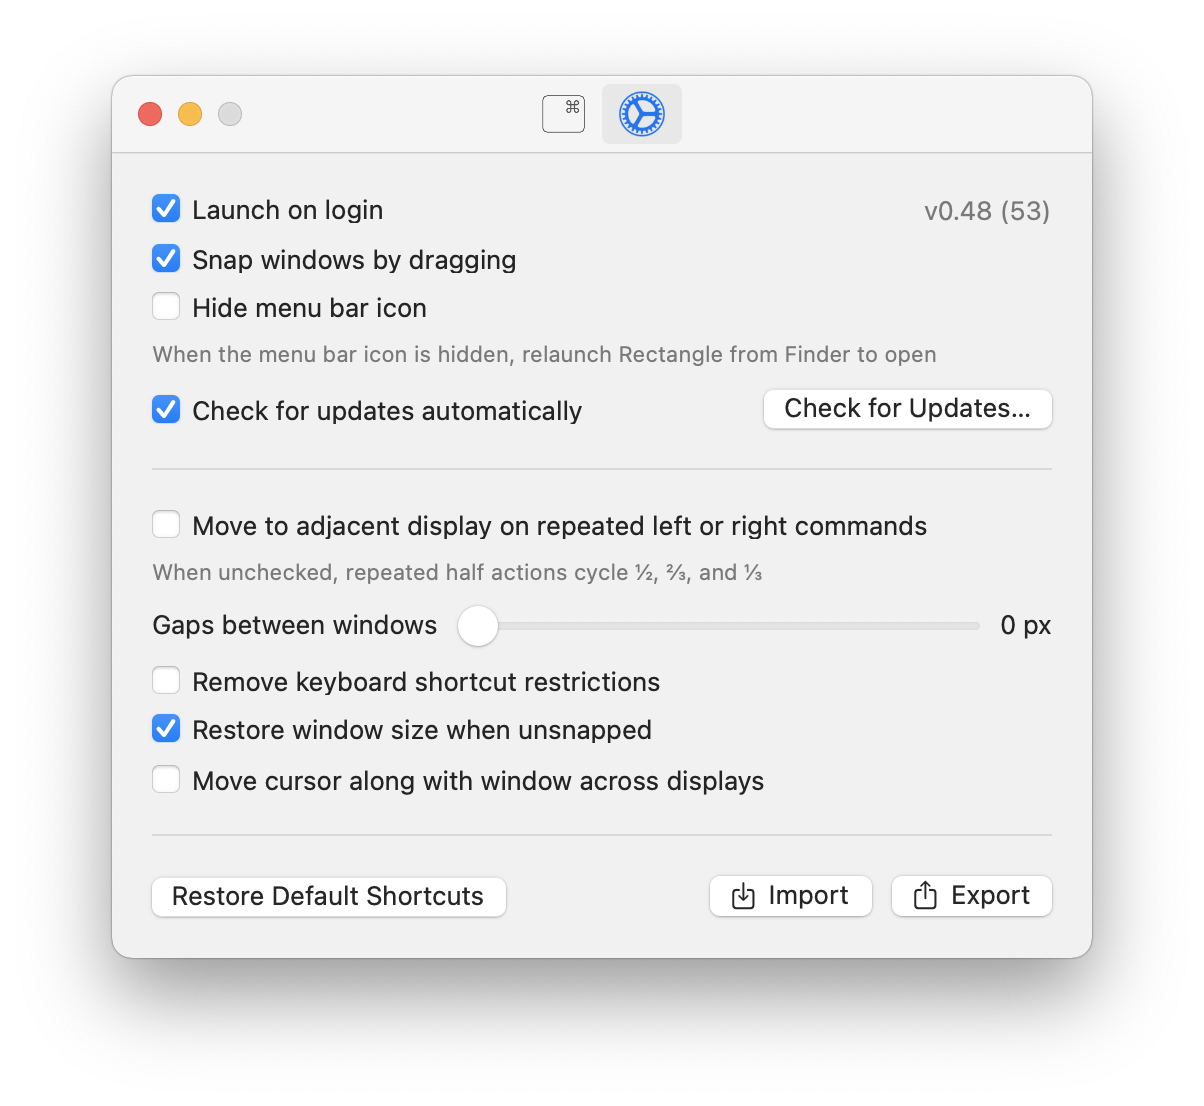 ⌘
Launch on login
v0.48 (53)
Snap windows by dragging
Hide menu bar icon
When the menu bar icon is hidden, relaunch Rectangle from Finder to open
Check for updates automatically
Check for Updates...
Move to adjacent display on repeated left or right commands
When unchecked, repeated half actions cycle ½, ⅔, and ⅓
Gaps between windows
0 px
Remove keyboard shortcut restrictions
Restore window size when unsnapped
Move cursor along with window across displays
Restore Default Shortcuts
Import
Export